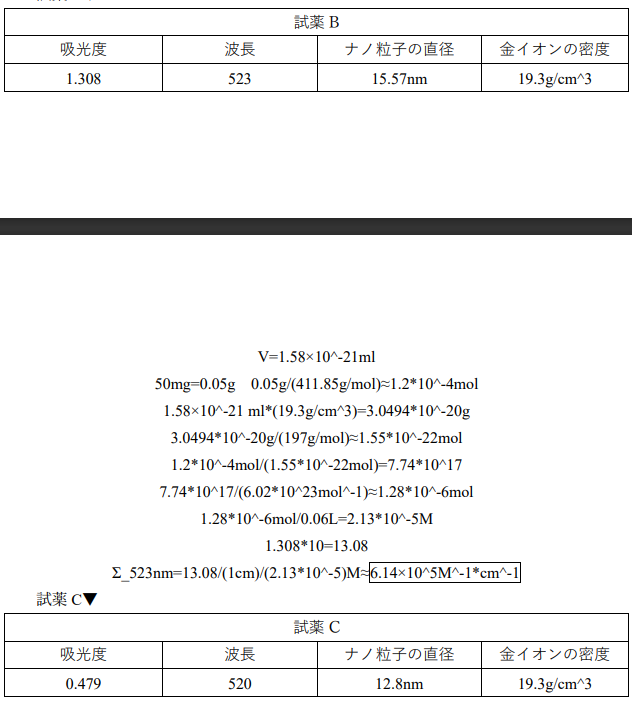 試薬 B
吸光度 波長 ナノ粒子の直径 金イオンの密度
1.308 523 15.57nm 19.3g/cm^3
V=1.58×10^-21ml
50mg=0.05g 0.05g/(411.85g/mol)≈1.2*10^-4mol
1.58×10^-21 ml*(19.3g/cm^3)=3.0494*10^-20g
3.0494*10^-20g/(197g/mol)≈1.55*10^-22mol
1.2*10^-4mol/(1.55*10^-22mol)=7.74*10^17
7.74*10^17/(6.02*10^23mol^-1)≈1.28*10^-6mol
1.28*10^-6mol/0.06L=2.13*10^-5M
1.308*10=13.08
Σ_523nm=13.08/(1cm)/(2.13*10^-5)M≈6.14×10^5M^-1*cm^-1
試薬 C▼
試薬 C
吸光度 波長 ナノ粒子の直径 金イオンの密度
0.479 520 12.8nm 19.3g/cm^3